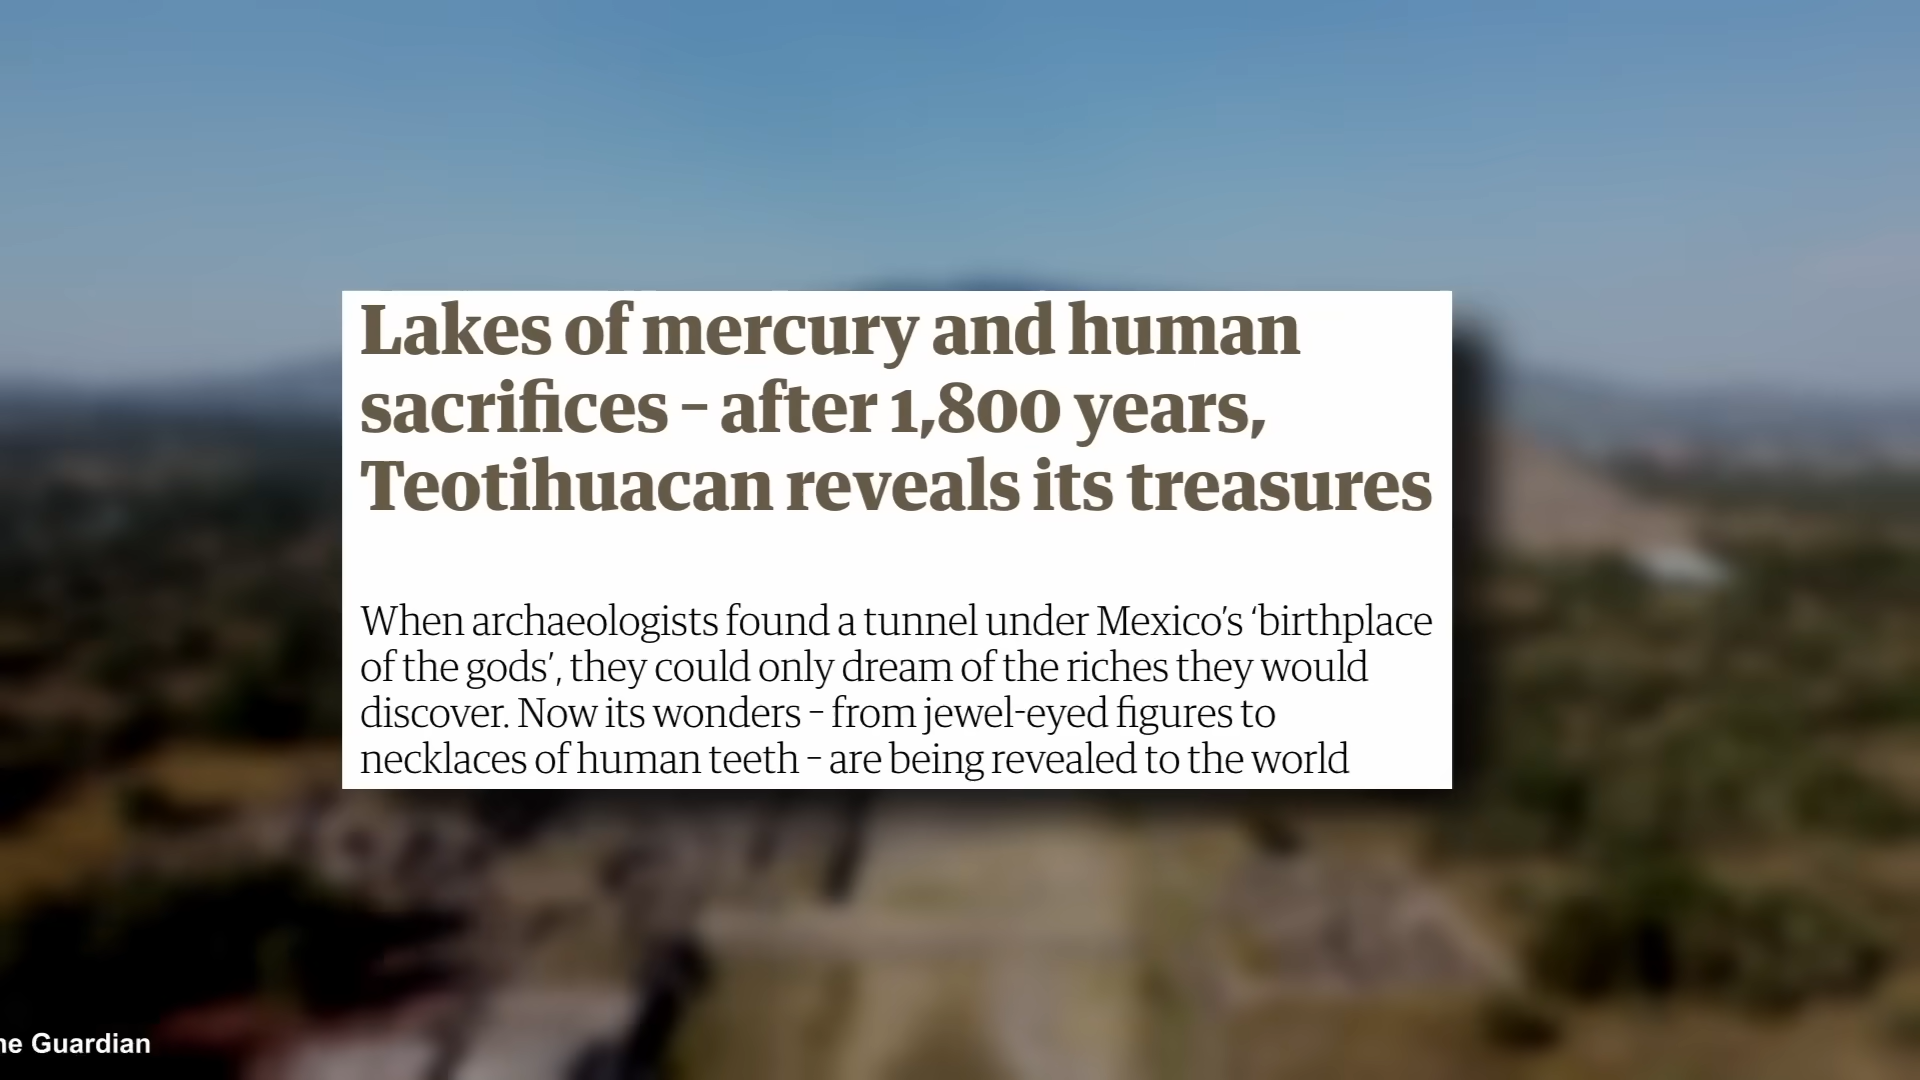 Lakes of mercury and human
sacrifices – after 1,800 years,
Teotihuacan reveals its treasures
When archaeologists found a tunnel under Mexico’s ‘birthplace
of the gods’, they could only dream of the riches they would
discover. Now its wonders – from jewel-eyed figures to
necklaces of human teeth – are being revealed to the world
Guardian